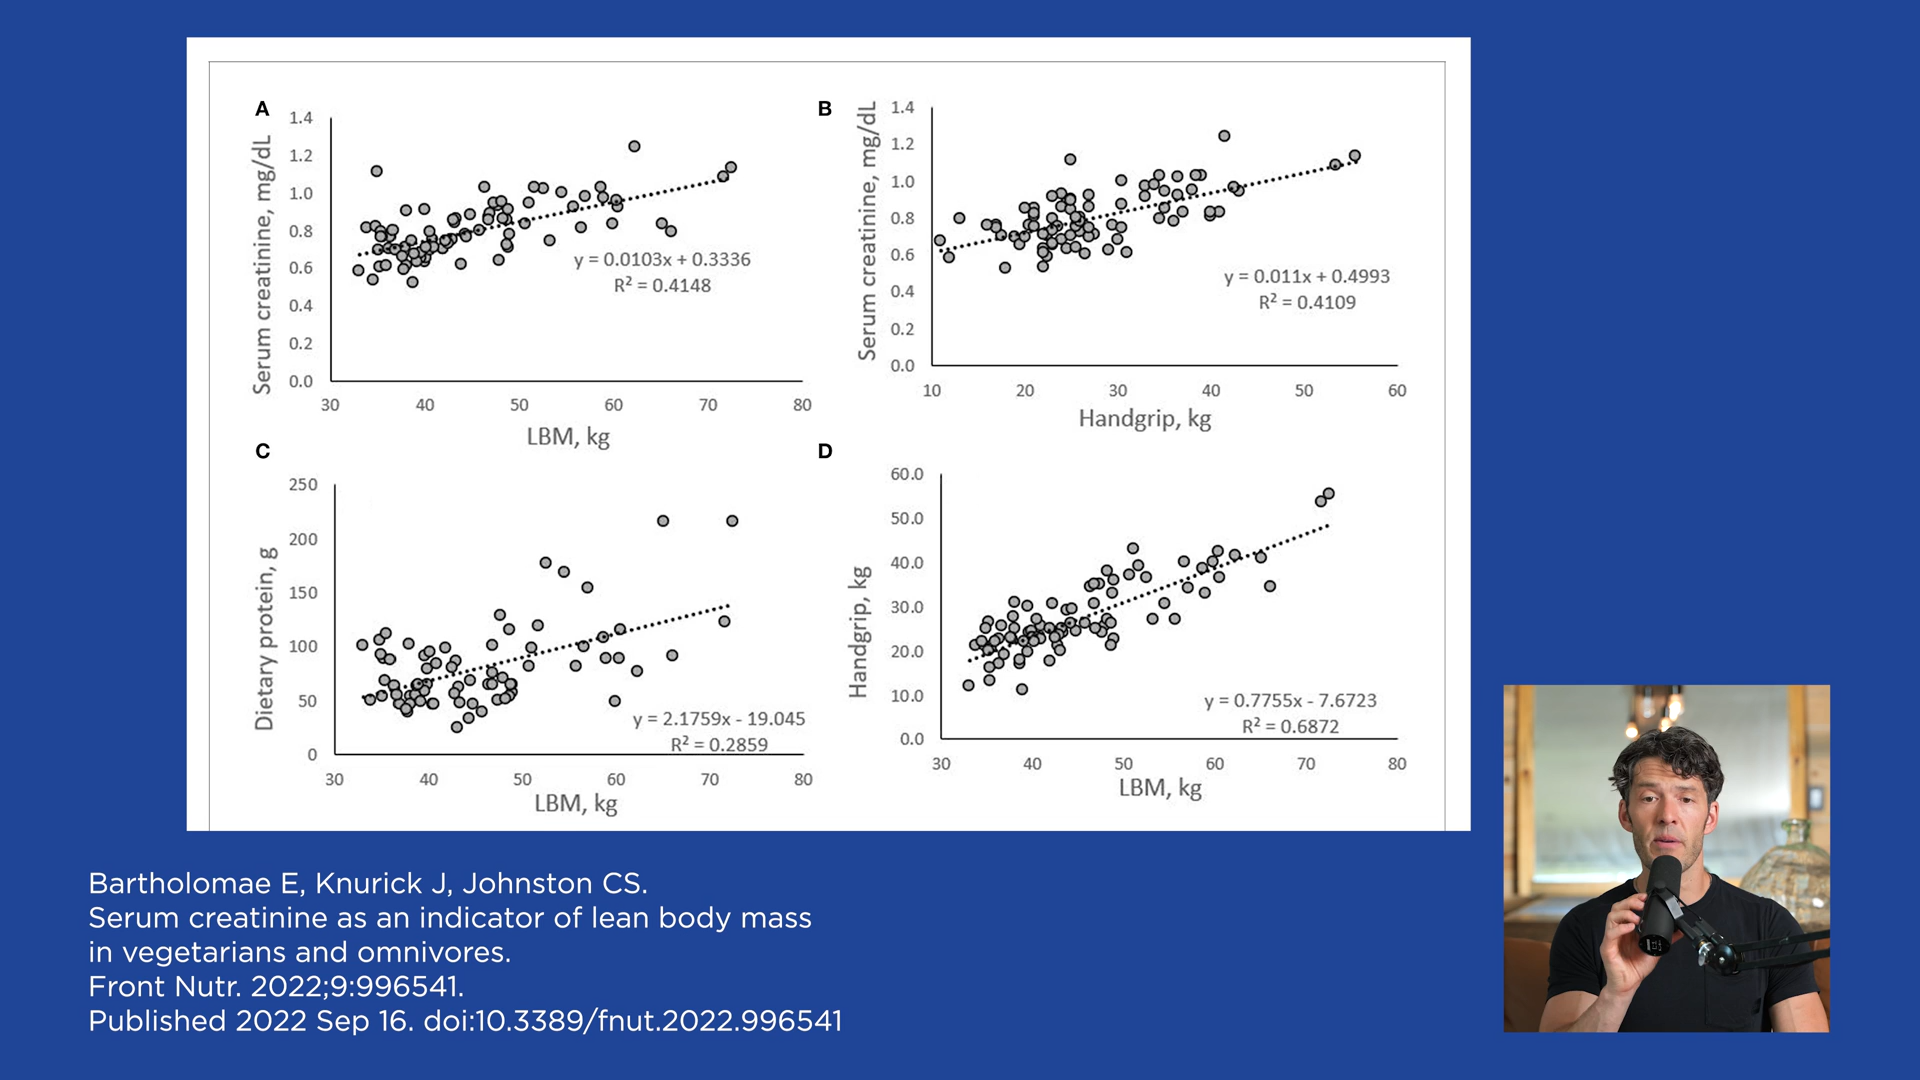 A
1.4
1.2
1.0
0.8
0.6
0.4
0.2
0.0
Serum creatinine, mg/dL
y = 0.0103x + 0.3336
R² = 0.4148
30 40 50 60 70 80
LBM, kg
B
1.4
1.2
1.0
0.8
0.6
0.4
0.2
0.0
Serum creatinine, mg/dL
y = 0.011x + 0.4993
R² = 0.4109
10 20 30 40 50 60
Handgrip, kg
C
250
200
150
100
50
0
Dietary protein, g
y = 2.1759x - 19.045
R² = 0.2859
30 40 50 60 70 80
LBM, kg
D
60.0
50.0
40.0
30.0
20.0
10.0
0.0
Handgrip, kg
y = 0.7755x - 7.6723
R² = 0.6872
30 40 50 60 70 80
LBM, kg
Bartholomae E, Knurick J, Johnston CS.
Serum creatinine as an indicator of lean body mass
in vegetarians and omnivores.
Front Nutr. 2022;9:996541.
Published 2022 Sep 16. doi:10.3389/fnut.2022.996541